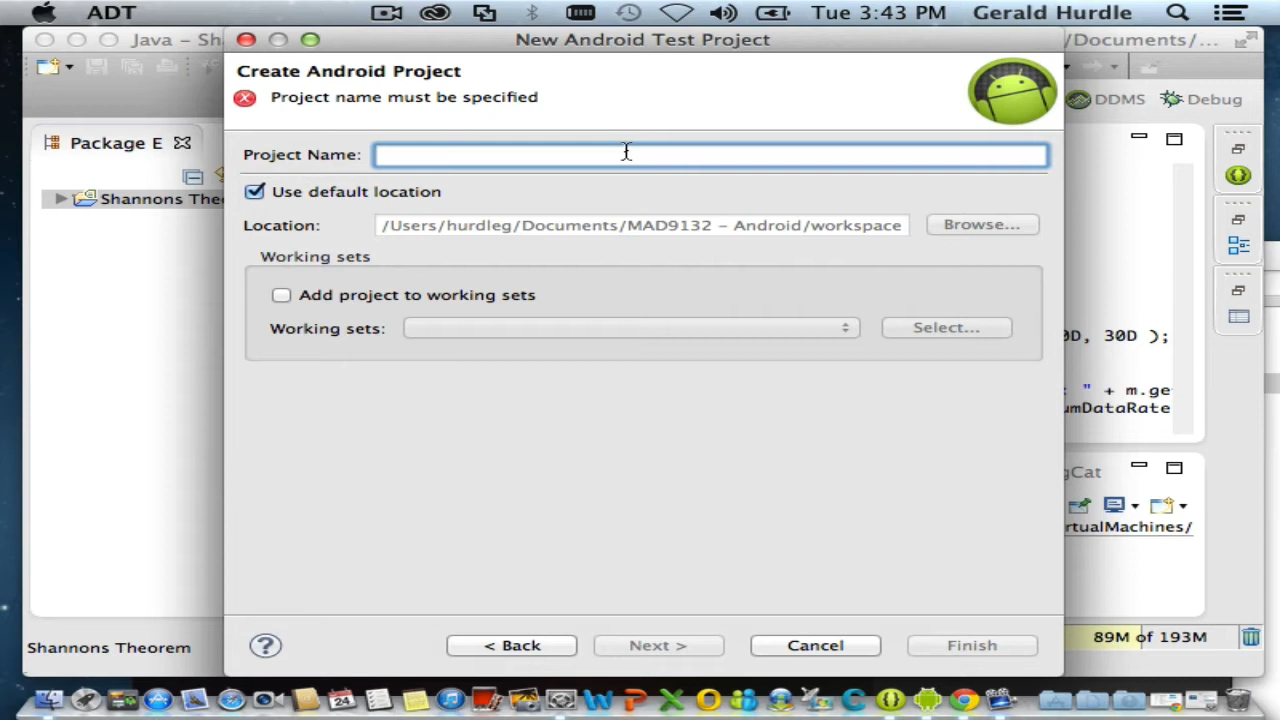 ADT
Tue 3:43 PM
Gerald Hurdle
Java – Sh
New Android Test Project
/Documents/...
Create Android Project
Project name must be specified
DDMS
Debug
Package E
Project Name:
Use default location
Shannons The
Location:
/Users/hurdleg/Documents/MAD9132 – Android/workspace
Browse...
Working sets
Add project to working sets
Working sets:
Select...
0D, 30D );
: " + m.ge
umDataRate
gCat
rtualMachines/
Shannons Theorem
< Back
Next >
Cancel
Finish
89M of 193M